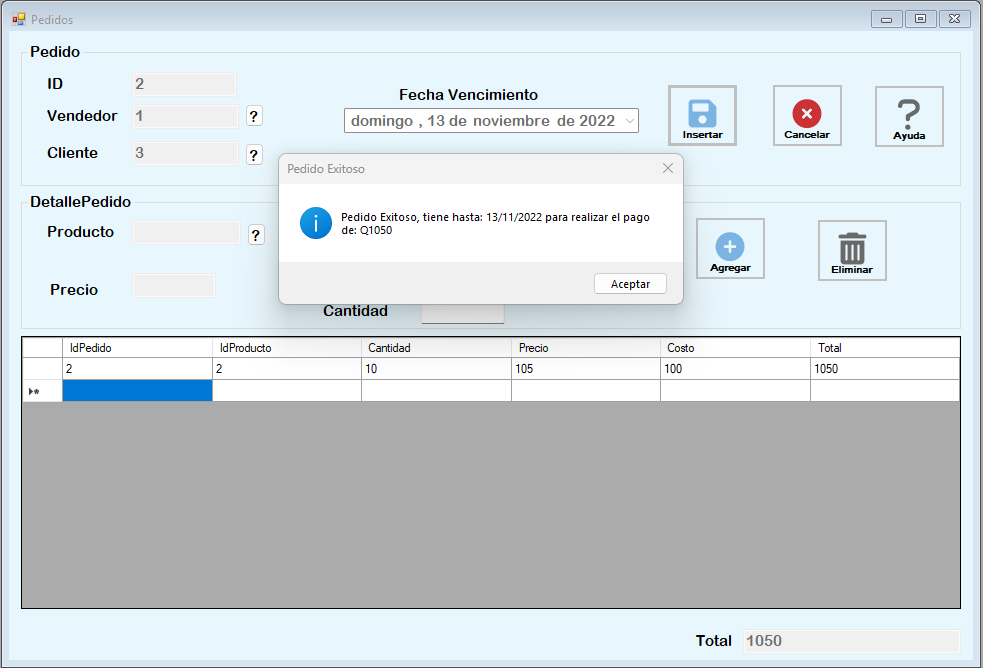 Pedidos
Pedido
ID 2
Vendedor 1 ?
Cliente 3 ?
Fecha Vencimiento
domingo , 13 de noviembre de 2022
Insertar
Cancelar
Ayuda
Pedido Exitoso
Pedido Exitoso, tiene hasta: 13/11/2022 para realizar el pago
de: Q1050
Aceptar
DetallePedido
Producto ?
Precio
Cantidad
Agregar
Eliminar
IdPedido IdProducto Cantidad Precio Costo Total
2 2 10 105 100 1050
Total 1050